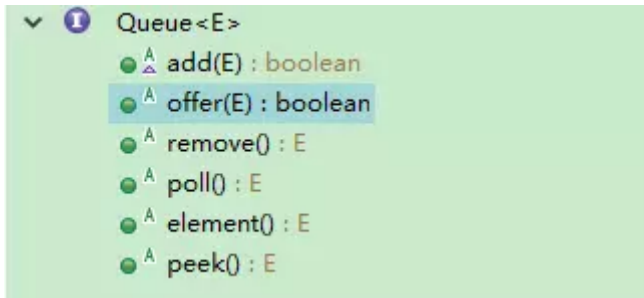 Queue<E>
add(E) : boolean
offer(E) : boolean
remove() : E
poll() : E
element() : E
peek() : E